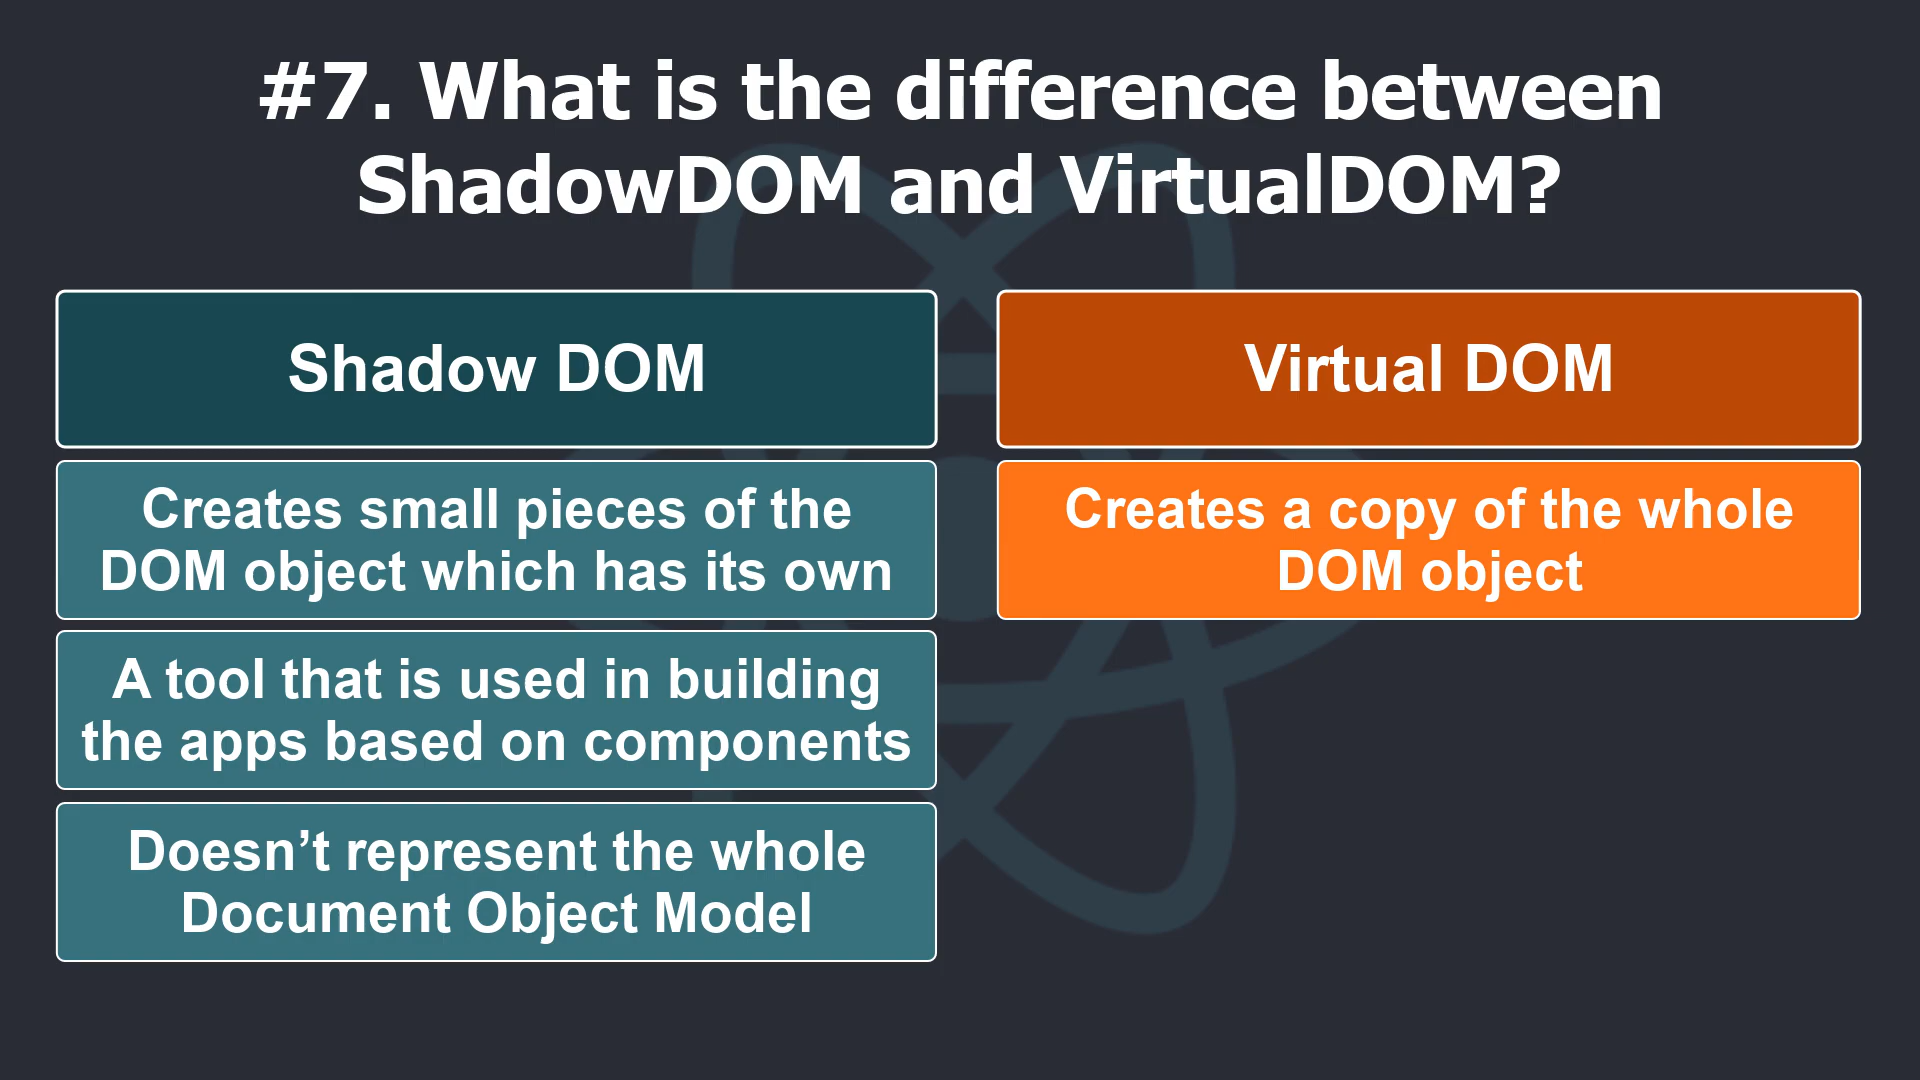 #7. What is the difference between
ShadowDOM and VirtualDOM?
Shadow DOM
Creates small pieces of the
DOM object which has its own
A tool that is used in building
the apps based on components
Doesn’t represent the whole
Document Object Model
Virtual DOM
Creates a copy of the whole
DOM object